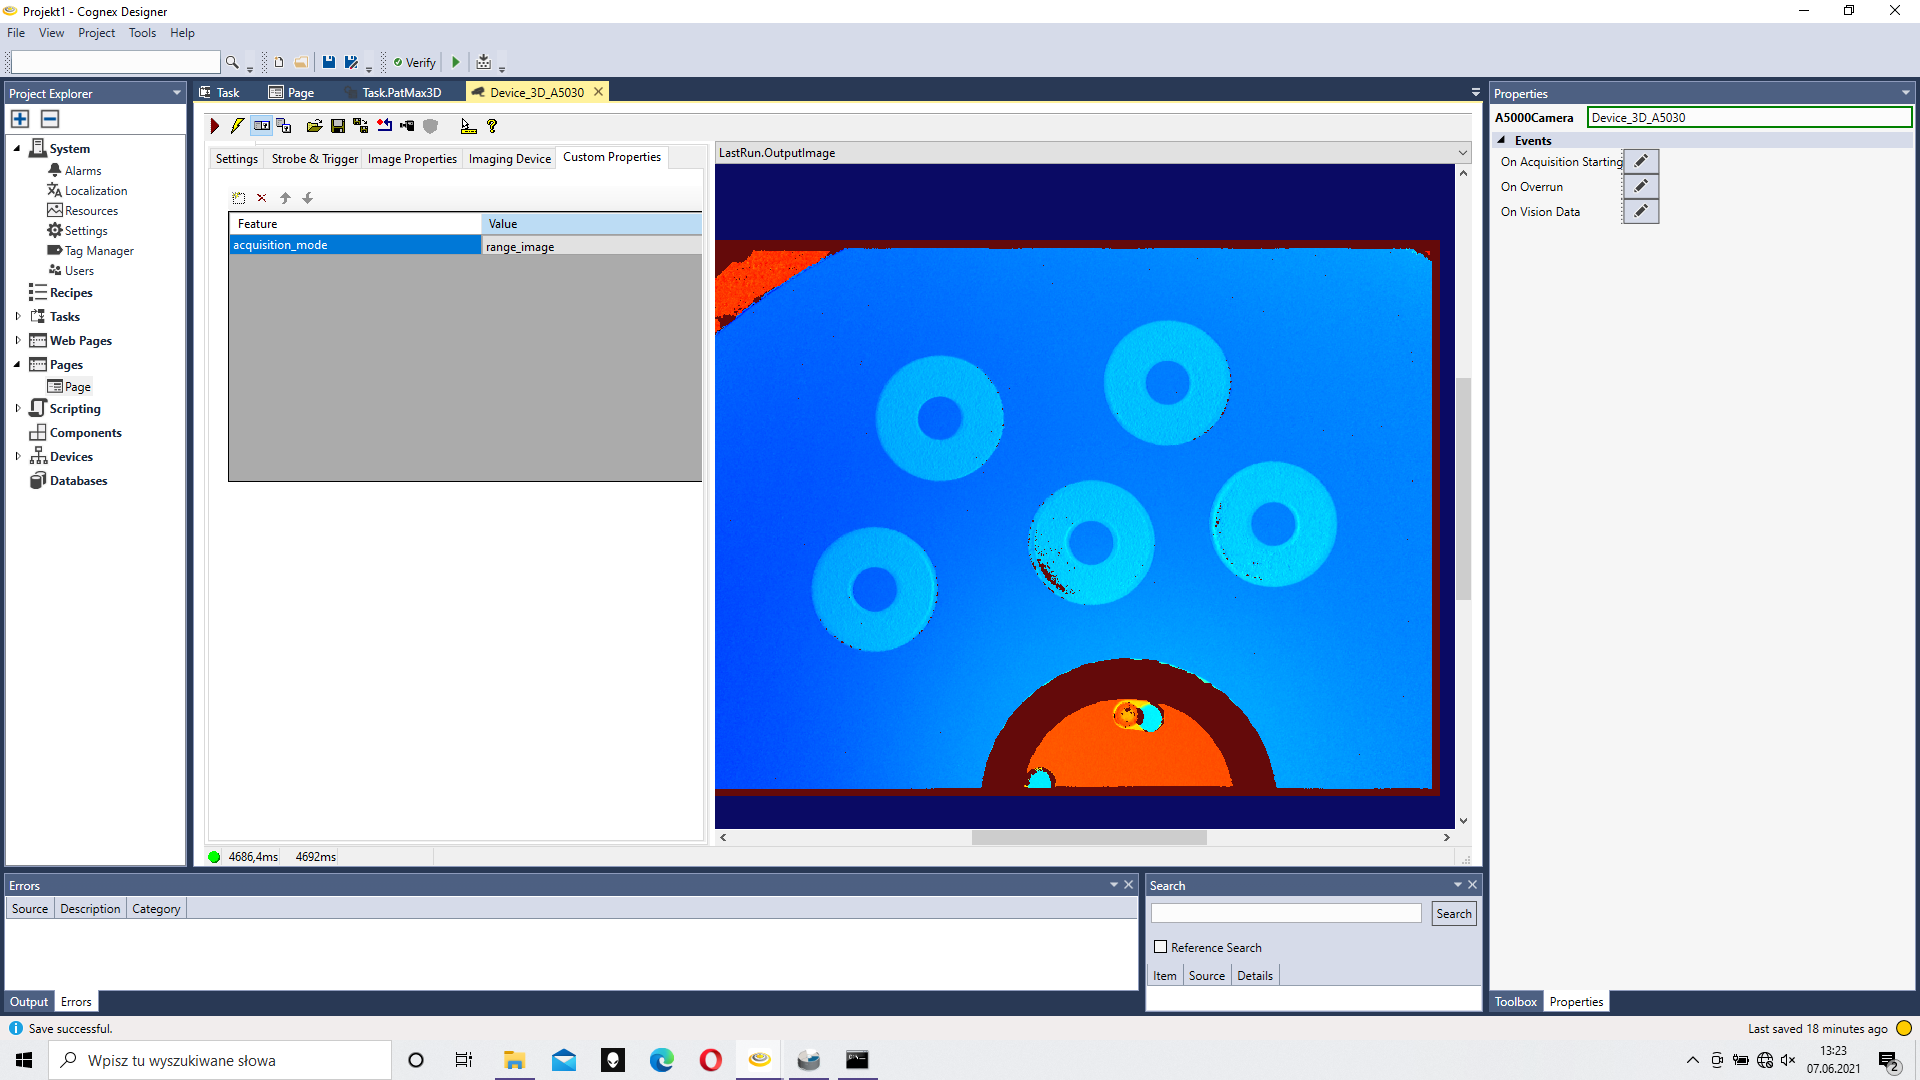 Projekt1 - Cognex Designer
File View Project Tools Help
Verify
Project Explorer
System
Alarms
Localization
Resources
Settings
Tag Manager
Users
Recipes
Tasks
Web Pages
Pages
Page
Scripting
Components
Devices
Databases
Task Page Task.PatMax3D Device_3D_A5030
Settings Strobe & Trigger Image Properties Imaging Device Custom Properties
Feature Value
acquisition_mode range_image
4686,4ms 4692ms
LastRun.OutputImage
Properties
A5000Camera Device_3D_A5030
Events
On Acquisition Starting
On Overrun
On Vision Data
Errors
Source Description Category
Output Errors
Search
Search
Reference Search
Item Source Details
Toolbox Properties
Save successful.
Last saved 18 minutes ago
Wpisz tu wyszukiwane słowa
13:23
07.06.2021
2